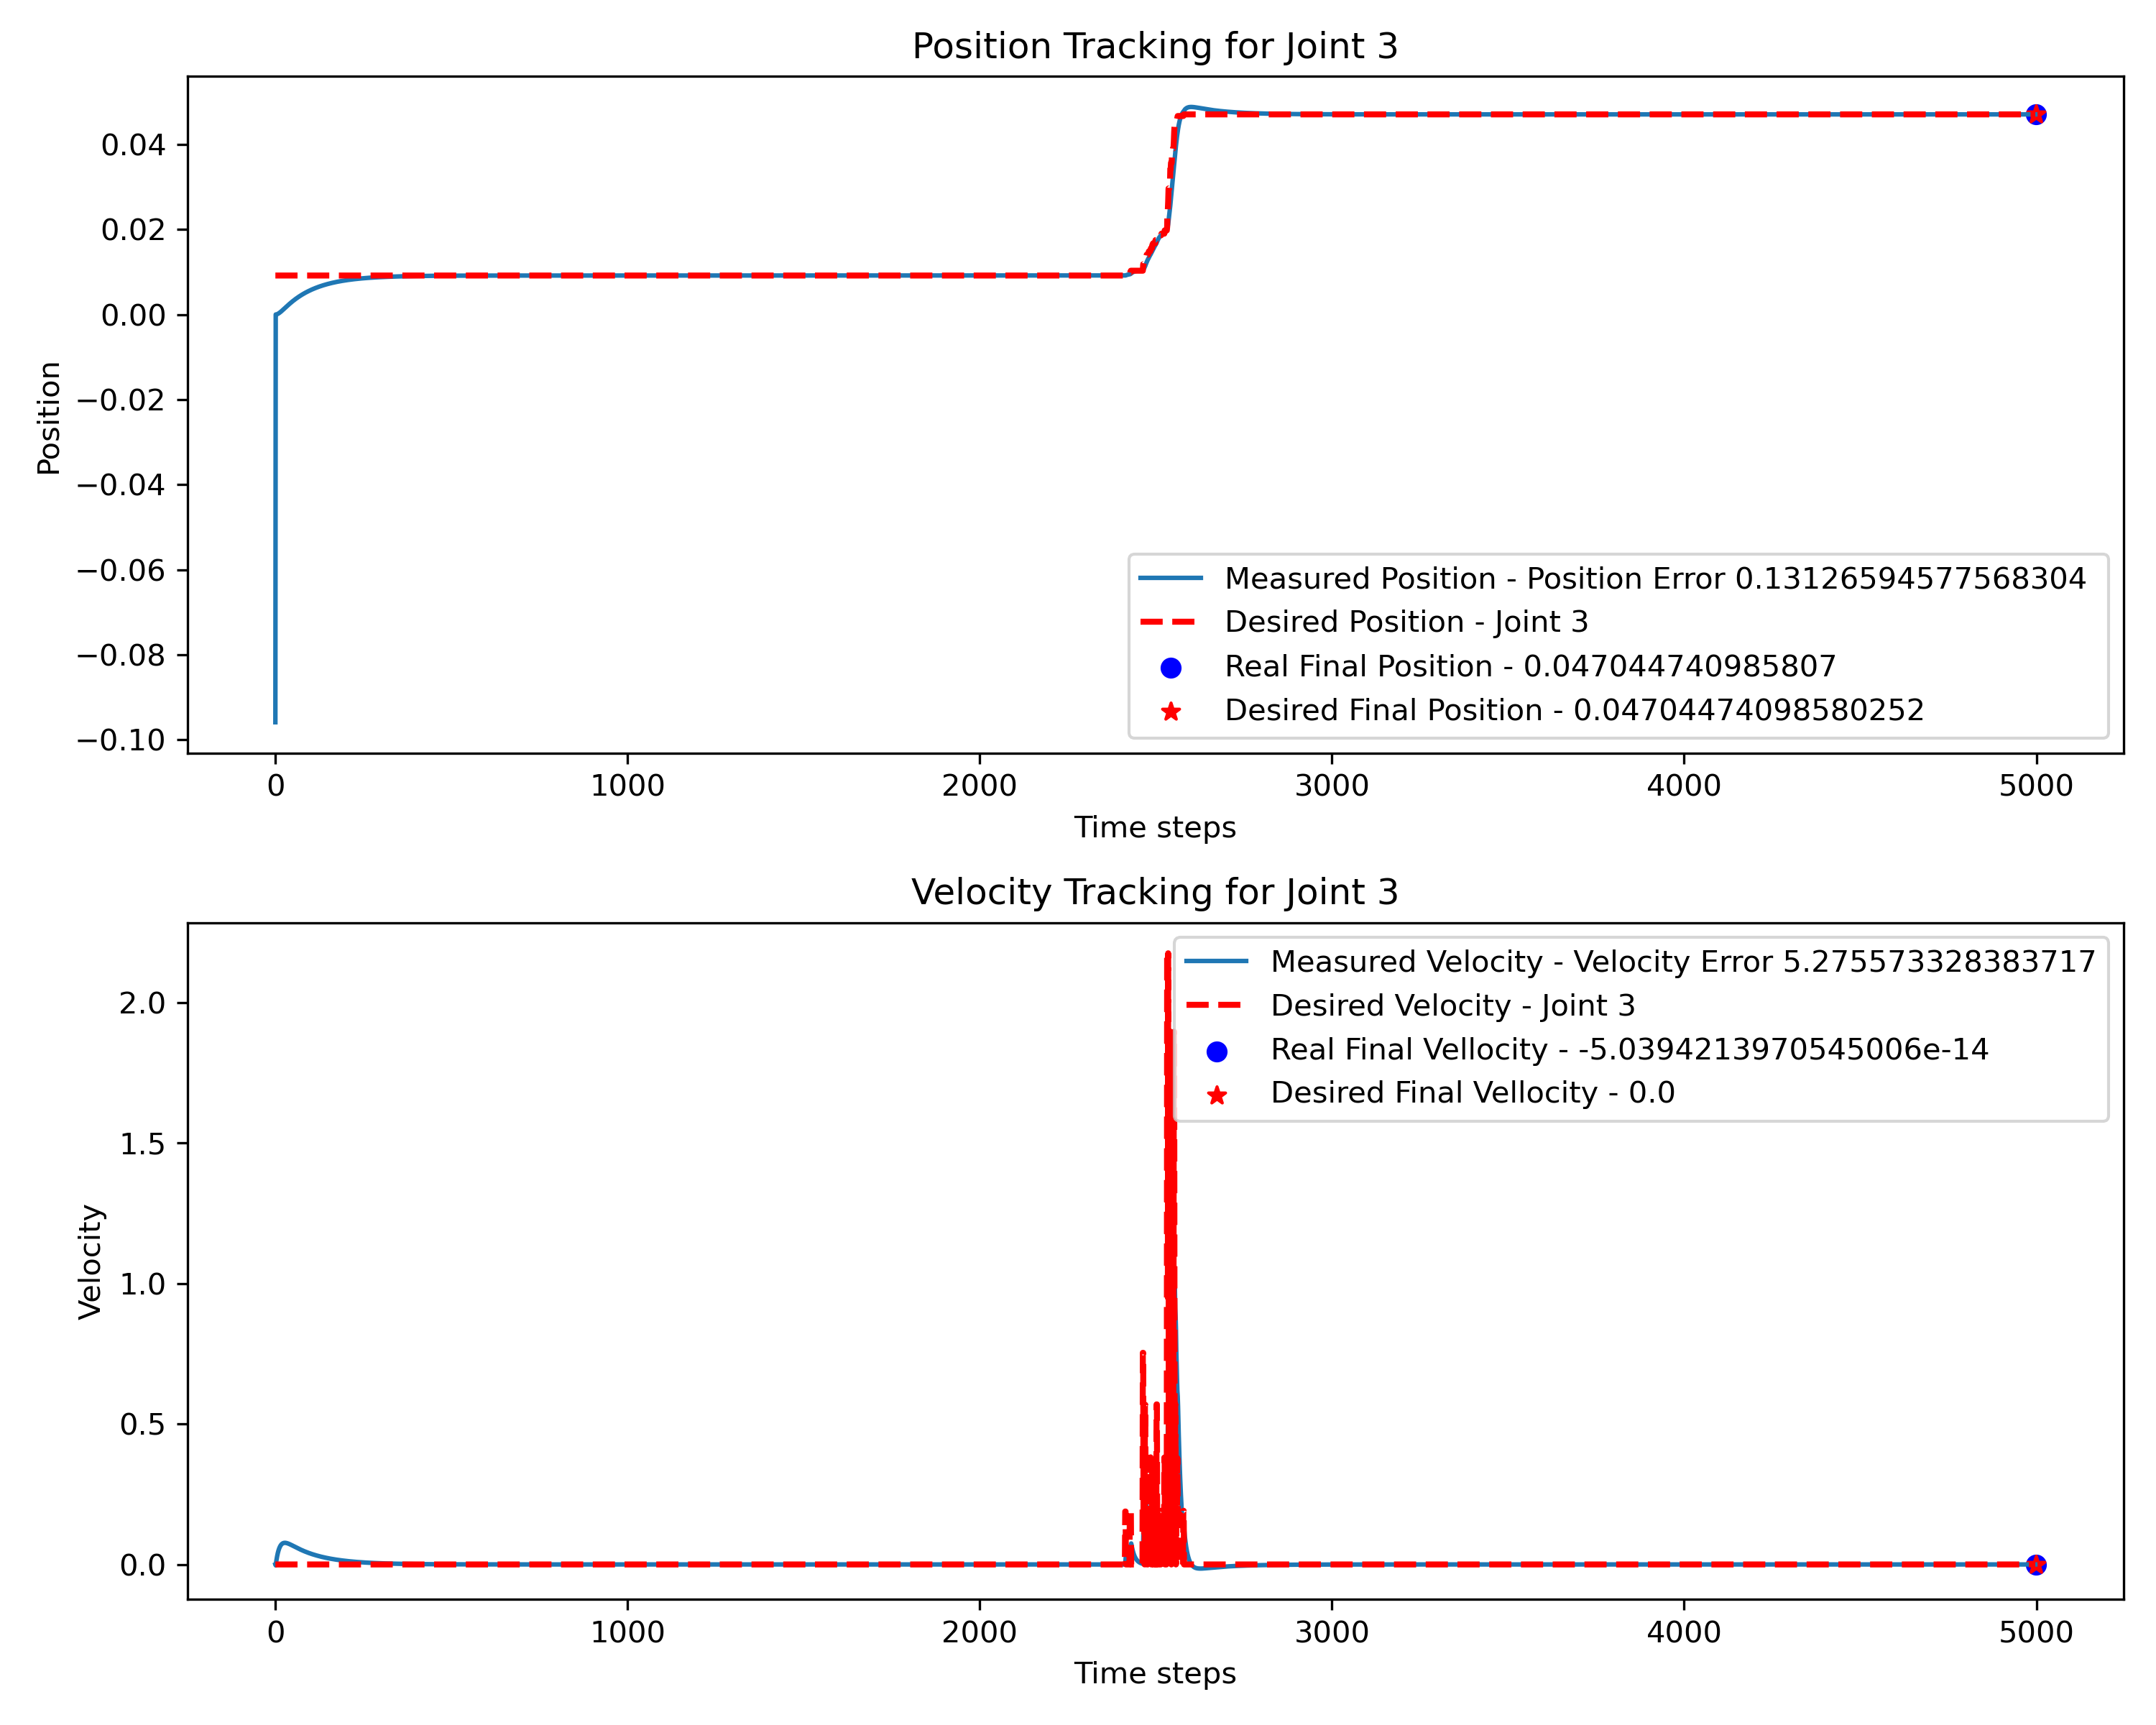 Position Tracking for Joint 3
0.04
0.02
0.00
−0.02
−0.04
−0.06
−0.08
−0.10
Position
Measured Position - Position Error 0.13126594577568304
Desired Position - Joint 3
Real Final Position - 0.047044740985807
Desired Final Position - 0.04704474098580252
0 1000 2000 3000 4000 5000
Time steps
Velocity Tracking for Joint 3
2.0
1.5
1.0
0.5
0.0
Velocity
Measured Velocity - Velocity Error 5.275573328383717
Desired Velocity - Joint 3
Real Final Vellocity - -5.0394213970545006e-14
Desired Final Vellocity - 0.0
0 1000 2000 3000 4000 5000
Time steps